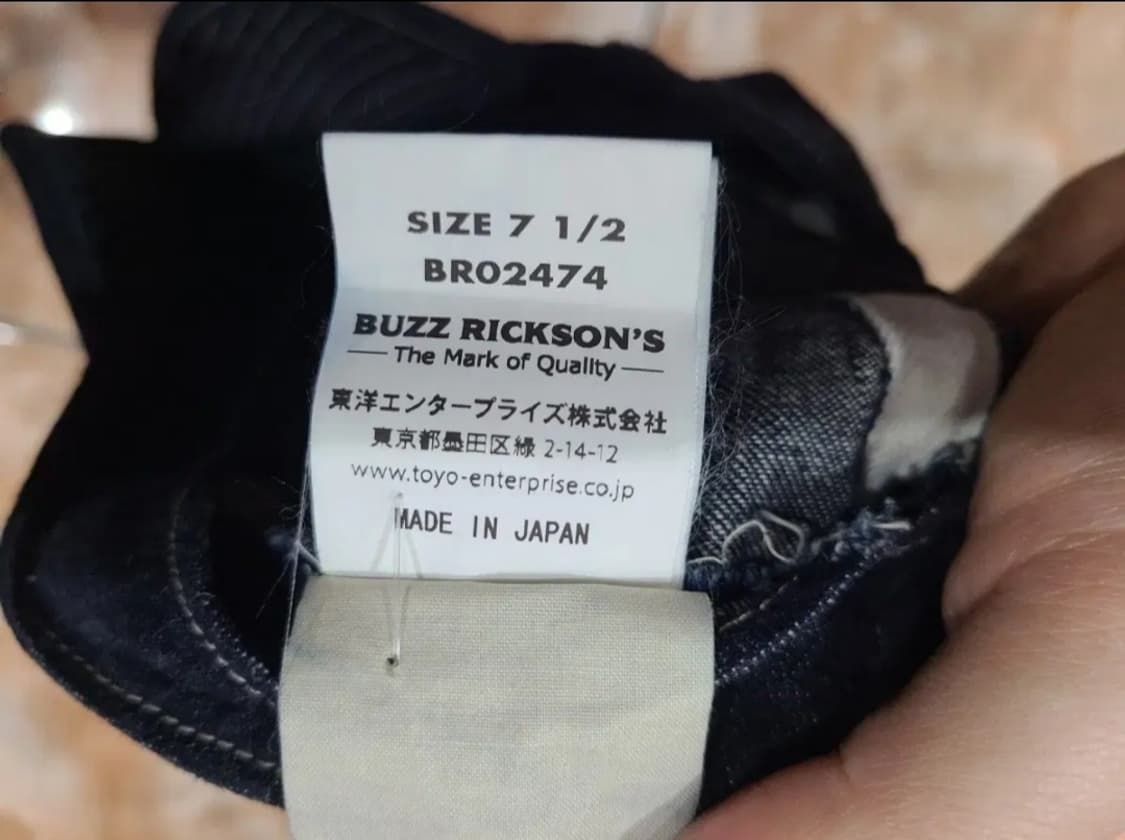 SIZE 7 1/2
BR02474
BUZZ RICKSON'S
The Mark of Quality
東洋エンタープライズ株式会社
東京都墨田区緑 2-14-12
www.toyo-enterprise.co.jp
MADE IN JAPAN